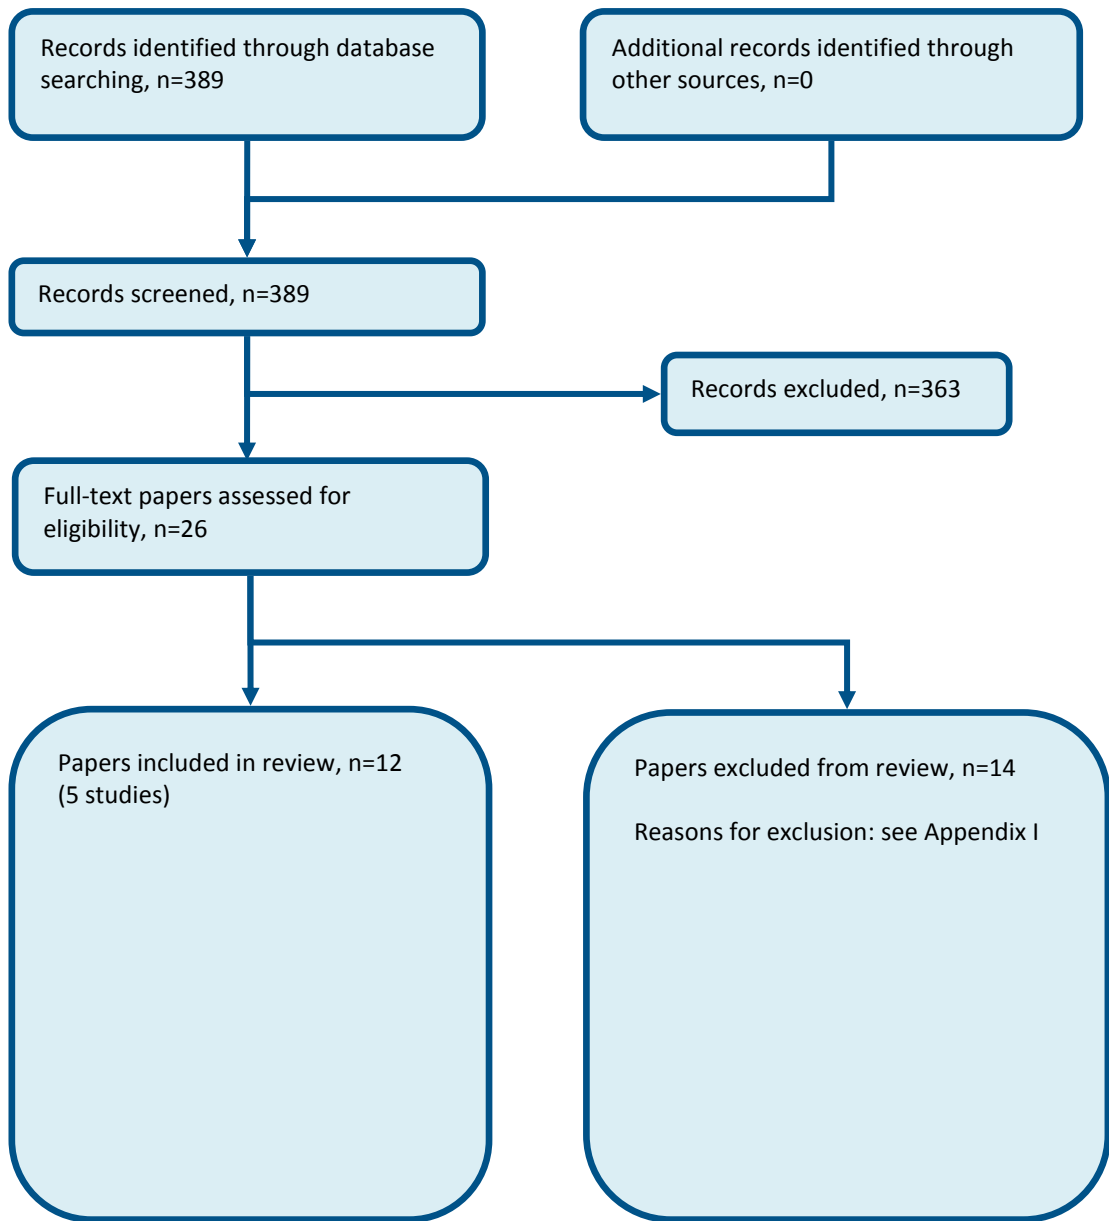 Records identified through database
searching, n=389
Additional records identified through
other sources, n=0
Records screened, n=389
Records excluded, n=363
Full-text papers assessed for
eligibility, n=26
Papers included in review, n=12
(5 studies)
Papers excluded from review, n=14
Reasons for exclusion: see Appendix I